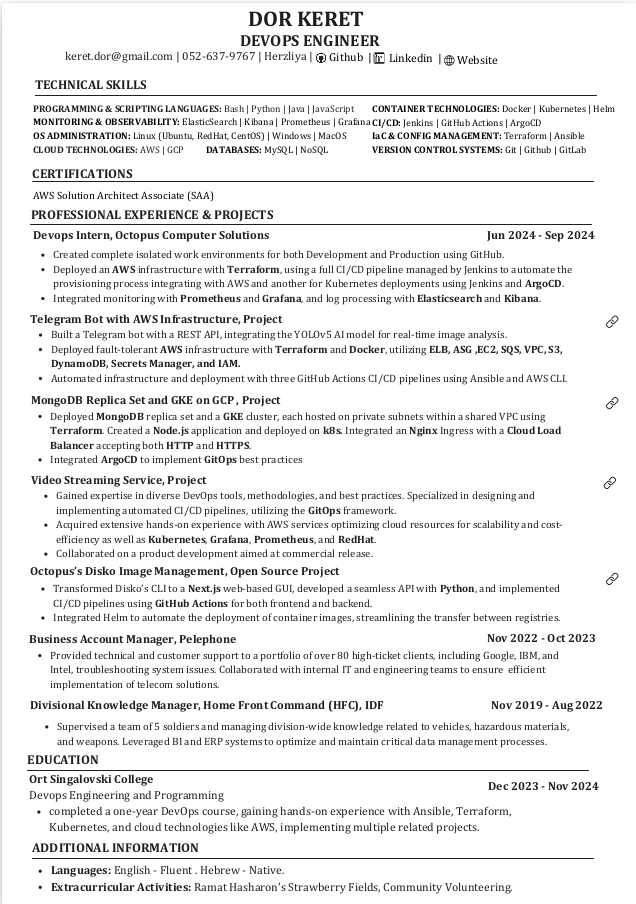 DOR KERET
DEVOPS ENGINEER
keret.dor@gmail.com | 052-637-9767 | Herzliya | Github | Linkedin | Website
TECHNICAL SKILLS
PROGRAMMING & SCRIPTING LANGUAGES: Bash | Python | Java | JavaScript CONTAINER TECHNOLOGIES: Docker | Kubernetes | Helm
MONITORING & OBSERVABILITY: ElasticSearch | Kibana | Prometheus | Grafana CI/CD: Jenkins | GitHub Actions | ArgoCD
OS ADMINISTRATION: Linux (Ubuntu, RedHat, CentOS) | Windows | MacOS IaC & CONFIG MANAGEMENT: Terraform | Ansible
CLOUD TECHNOLOGIES: AWS | GCP DATABASES: MySQL | NoSQL VERSION CONTROL SYSTEMS: Git | Github | GitLab
CERTIFICATIONS
AWS Solution Architect Associate (SAA)
PROFESSIONAL EXPERIENCE & PROJECTS
Devops Intern, Octopus Computer Solutions Jun 2024 - Sep 2024
• Created complete isolated work environments for both Development and Production using GitHub.
• Deployed an AWS infrastructure with Terraform, using a full CI/CD pipeline managed by Jenkins to automate the
provisioning process integrating with AWS and another for Kubernetes deployments using Jenkins and ArgoCD.
• Integrated monitoring with Prometheus and Grafana, and log processing with Elasticsearch and Kibana.
Telegram Bot with AWS Infrastructure, Project
• Built a Telegram bot with a REST API, integrating the YOLOv5 AI model for real-time image analysis.
• Deployed fault-tolerant AWS infrastructure with Terraform and Docker, utilizing ELB, ASG ,EC2, SQS, VPC, S3,
DynamoDB, Secrets Manager, and IAM.
• Automated infrastructure and deployment with three GitHub Actions CI/CD pipelines using Ansible and AWS CLI.
MongoDB Replica Set and GKE on GCP , Project
• Deployed MongoDB replica set and a GKE cluster, each hosted on private subnets within a shared VPC using
Terraform. Created a Node.js application and deployed on k8s. Integrated an Nginx Ingress with a Cloud Load
Balancer accepting both HTTP and HTTPS.
• Integrated ArgoCD to implement GitOps best practices
Video Streaming Service, Project
• Gained expertise in diverse DevOps tools, methodologies, and best practices. Specialized in designing and
implementing automated CI/CD pipelines, utilizing the GitOps framework.
• Acquired extensive hands-on experience with AWS services optimizing cloud resources for scalability and cost-
efficiency as well as Kubernetes, Grafana, Prometheus, and RedHat.
• Collaborated on a product development aimed at commercial release.
Octopus's Disko Image Management, Open Source Project
• Transformed Disko's CLI to a Next.js web-based GUI, developed a seamless API with Python, and implemented
CI/CD pipelines using GitHub Actions for both frontend and backend.
• Integrated Helm to automate the deployment of container images, streamlining the transfer between registries.
Business Account Manager, Pelephone Nov 2022 - Oct 2023
• Provided technical and customer support to a portfolio of over 80 high-ticket clients, including Google, IBM, and
Intel, troubleshooting system issues. Collaborated with internal IT and engineering teams to ensure efficient
implementation of telecom solutions.
Divisional Knowledge Manager, Home Front Command (HFC), IDF Nov 2019 - Aug 2022
• Supervised a team of 5 soldiers and managing division-wide knowledge related to vehicles, hazardous materials,
and weapons. Leveraged BI and ERP systems to optimize and maintain critical data management processes.
EDUCATION
Ort Singalovski College
Dec 2023 - Nov 2024
Devops Engineering and Programming
• completed a one-year DevOps course, gaining hands-on experience with Ansible, Terraform,
Kubernetes, and cloud technologies like AWS, implementing multiple related projects.
ADDITIONAL INFORMATION
• Languages: English - Fluent . Hebrew - Native.
• Extracurricular Activities: Ramat Hasharon's Strawberry Fields, Community Volunteering.